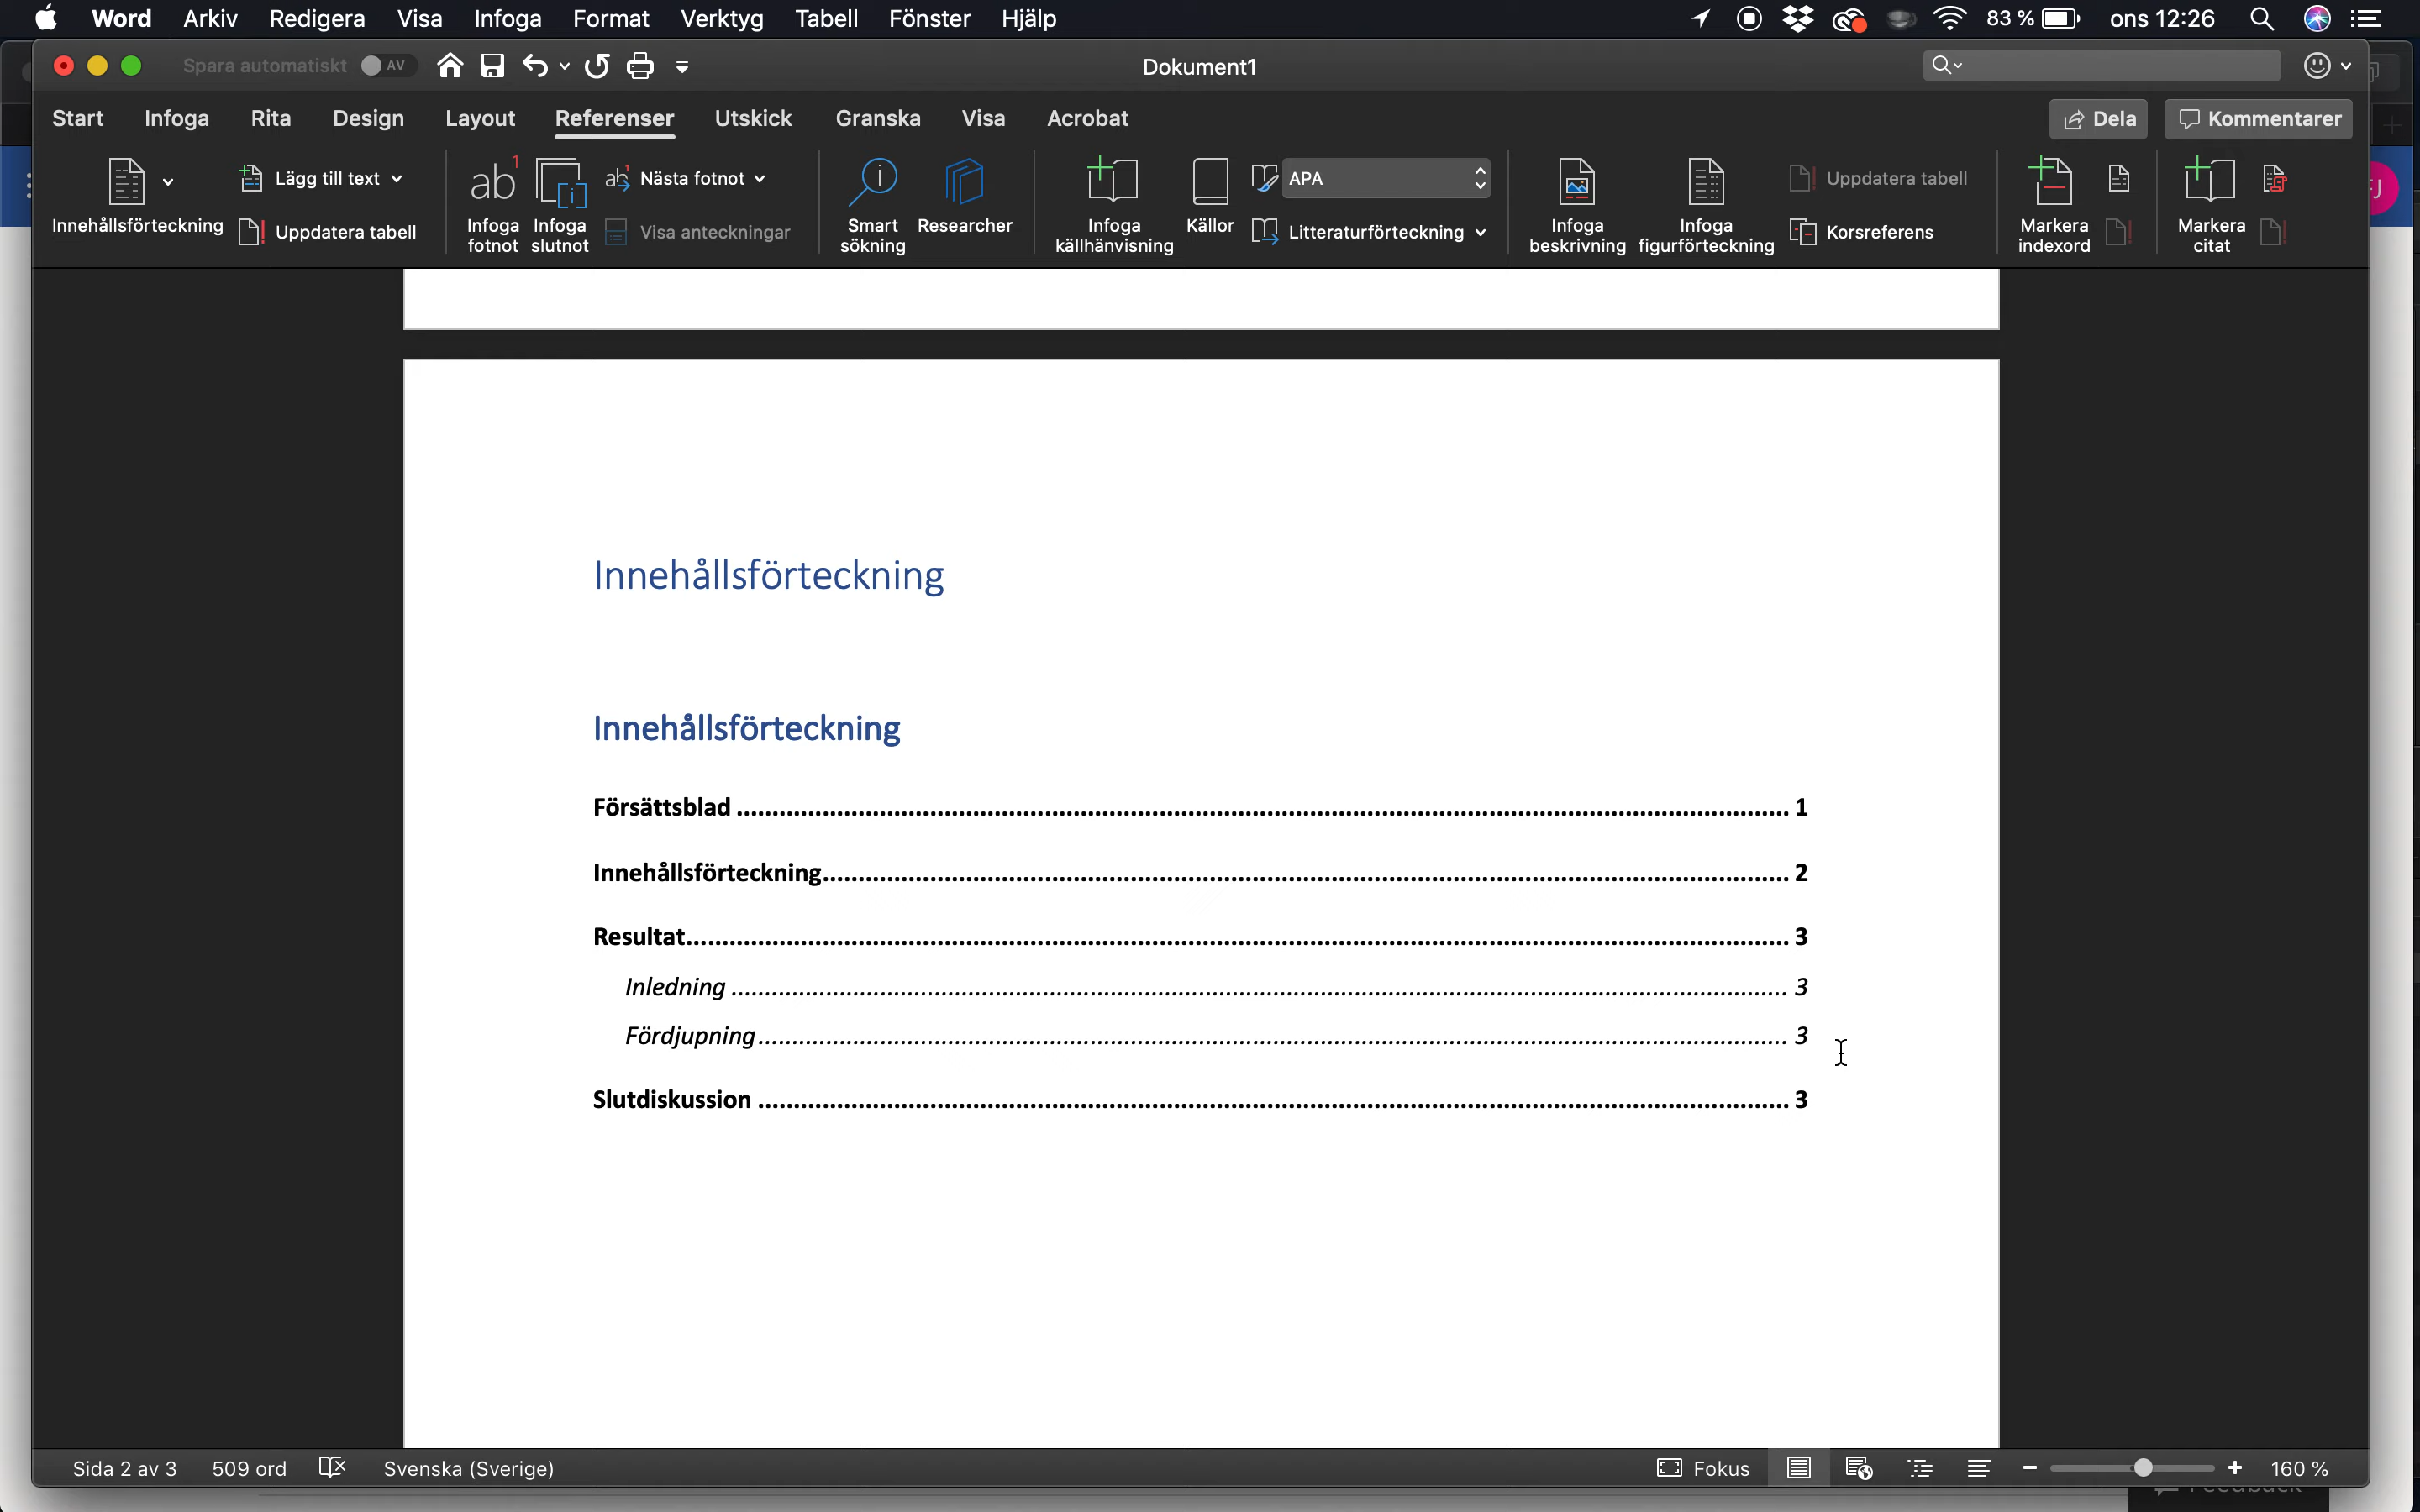 Word Arkiv Redigera Visa Infoga Format Verktyg Tabell Fönster Hjälp 83 % ons 12:26
Spara automatiskt AV Dokument1
Start Infoga Rita Design Layout Referenser Utskick Granska Visa Acrobat Dela Kommentarer
Innehållsförteckning
Lägg till text
Uppdatera tabell
ab 1
Infoga
fotnot
Infoga
slutnot
Nästa fotnot
Visa anteckningar
Smart
sökning
Researcher
Infoga
källhänvisning
Källor
APA
Litteraturförteckning
Infoga
beskrivning
Infoga
figurförteckning
Uppdatera tabell
Korsreferens
Markera
indexord
Markera
citat
Innehållsförteckning
Innehållsförteckning
Försättsblad 1
Innehållsförteckning 2
Resultat 3
Inledning 3
Fördjupning 3
Slutdiskussion 3
Sida 2 av 3 509 ord Svenska (Sverige) Fokus 160 %